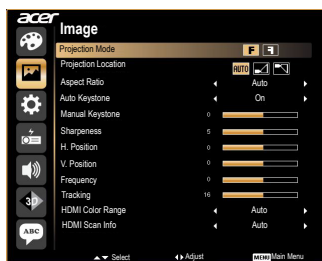 acer
Image
Projection Mode F F
Projection Location AUTO
Aspect Ratio Auto
Auto Keystone On
Manual Keystone 0
Sharpeness 5
H. Position 0
V. Position 0
Frequency 0
Tracking 16
HDMI Color Range Auto
HDMI Scan Info Auto
3D
ABC
Select Adjust MENU Main Menu